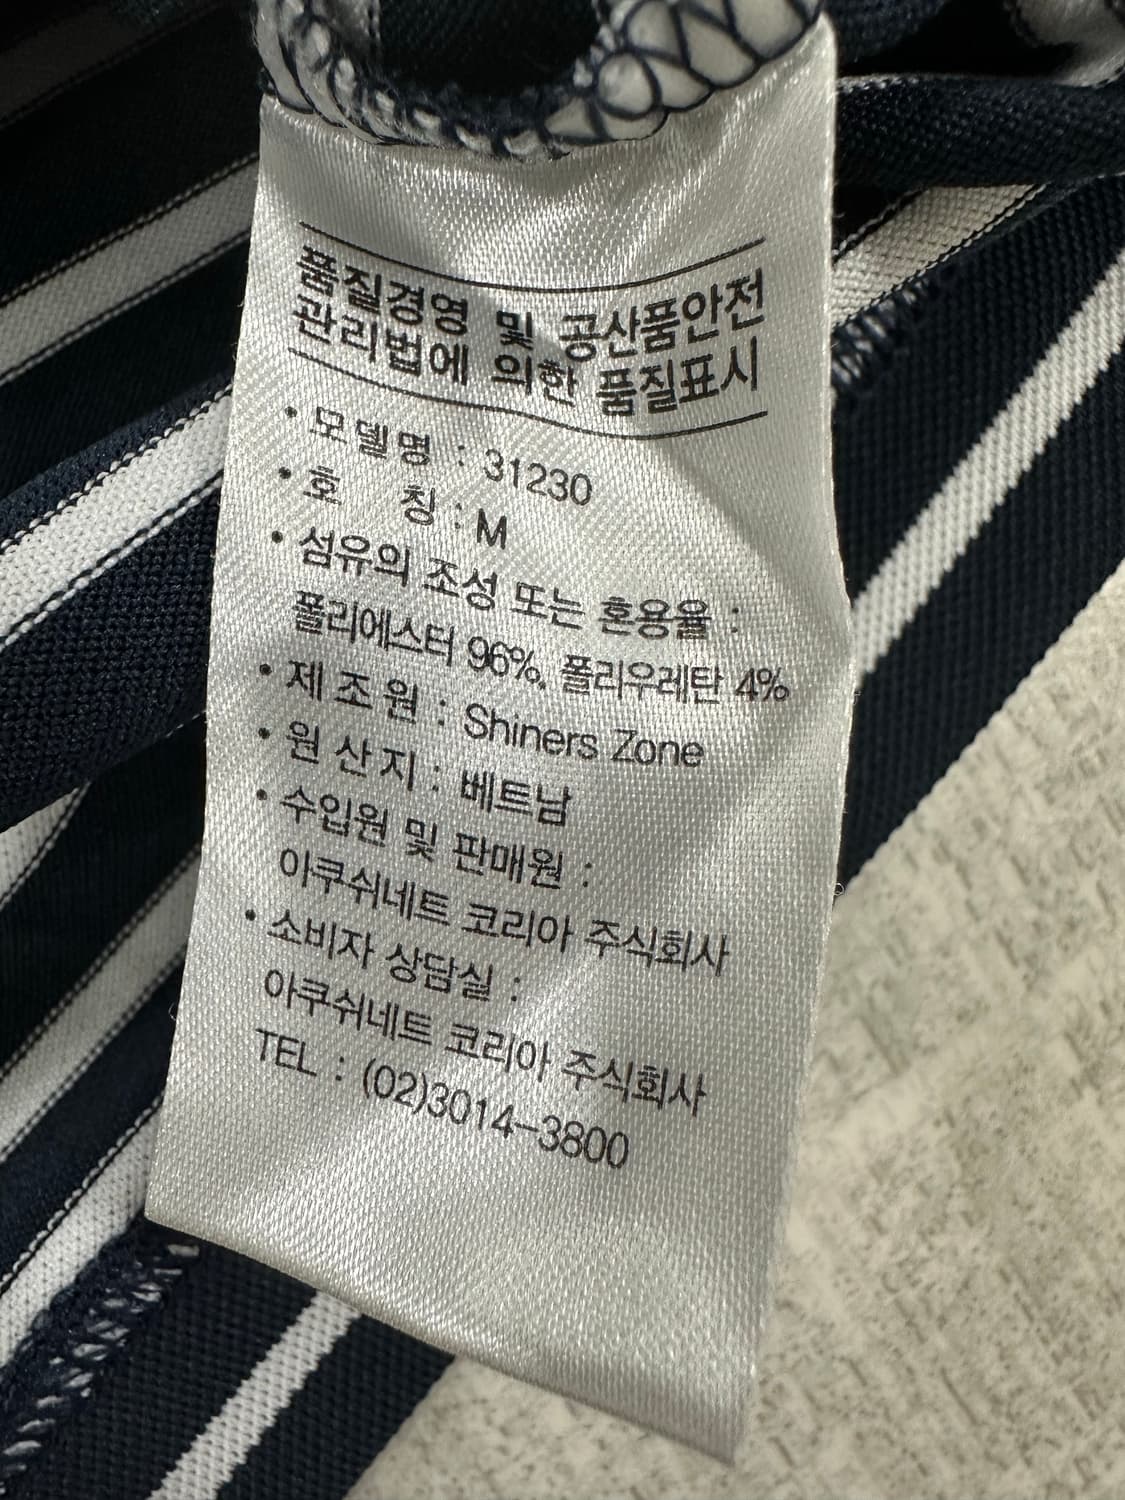 품질경영 및 공산품안전
관리법에 의한 품질표시
• 모델명 : 31230
• 호 칭 : M
• 섬유의 조성 또는 혼용율 :
폴리에스터 96%, 폴리우레탄 4%
• 제 조 원 : Shiners Zone
• 원 산 지 : 베트남
• 수입원 및 판매원 :
아쿠쉬네트 코리아 주식회사
• 소비자 상담실 :
아쿠쉬네트 코리아 주식회사
TEL : (02)3014-3800